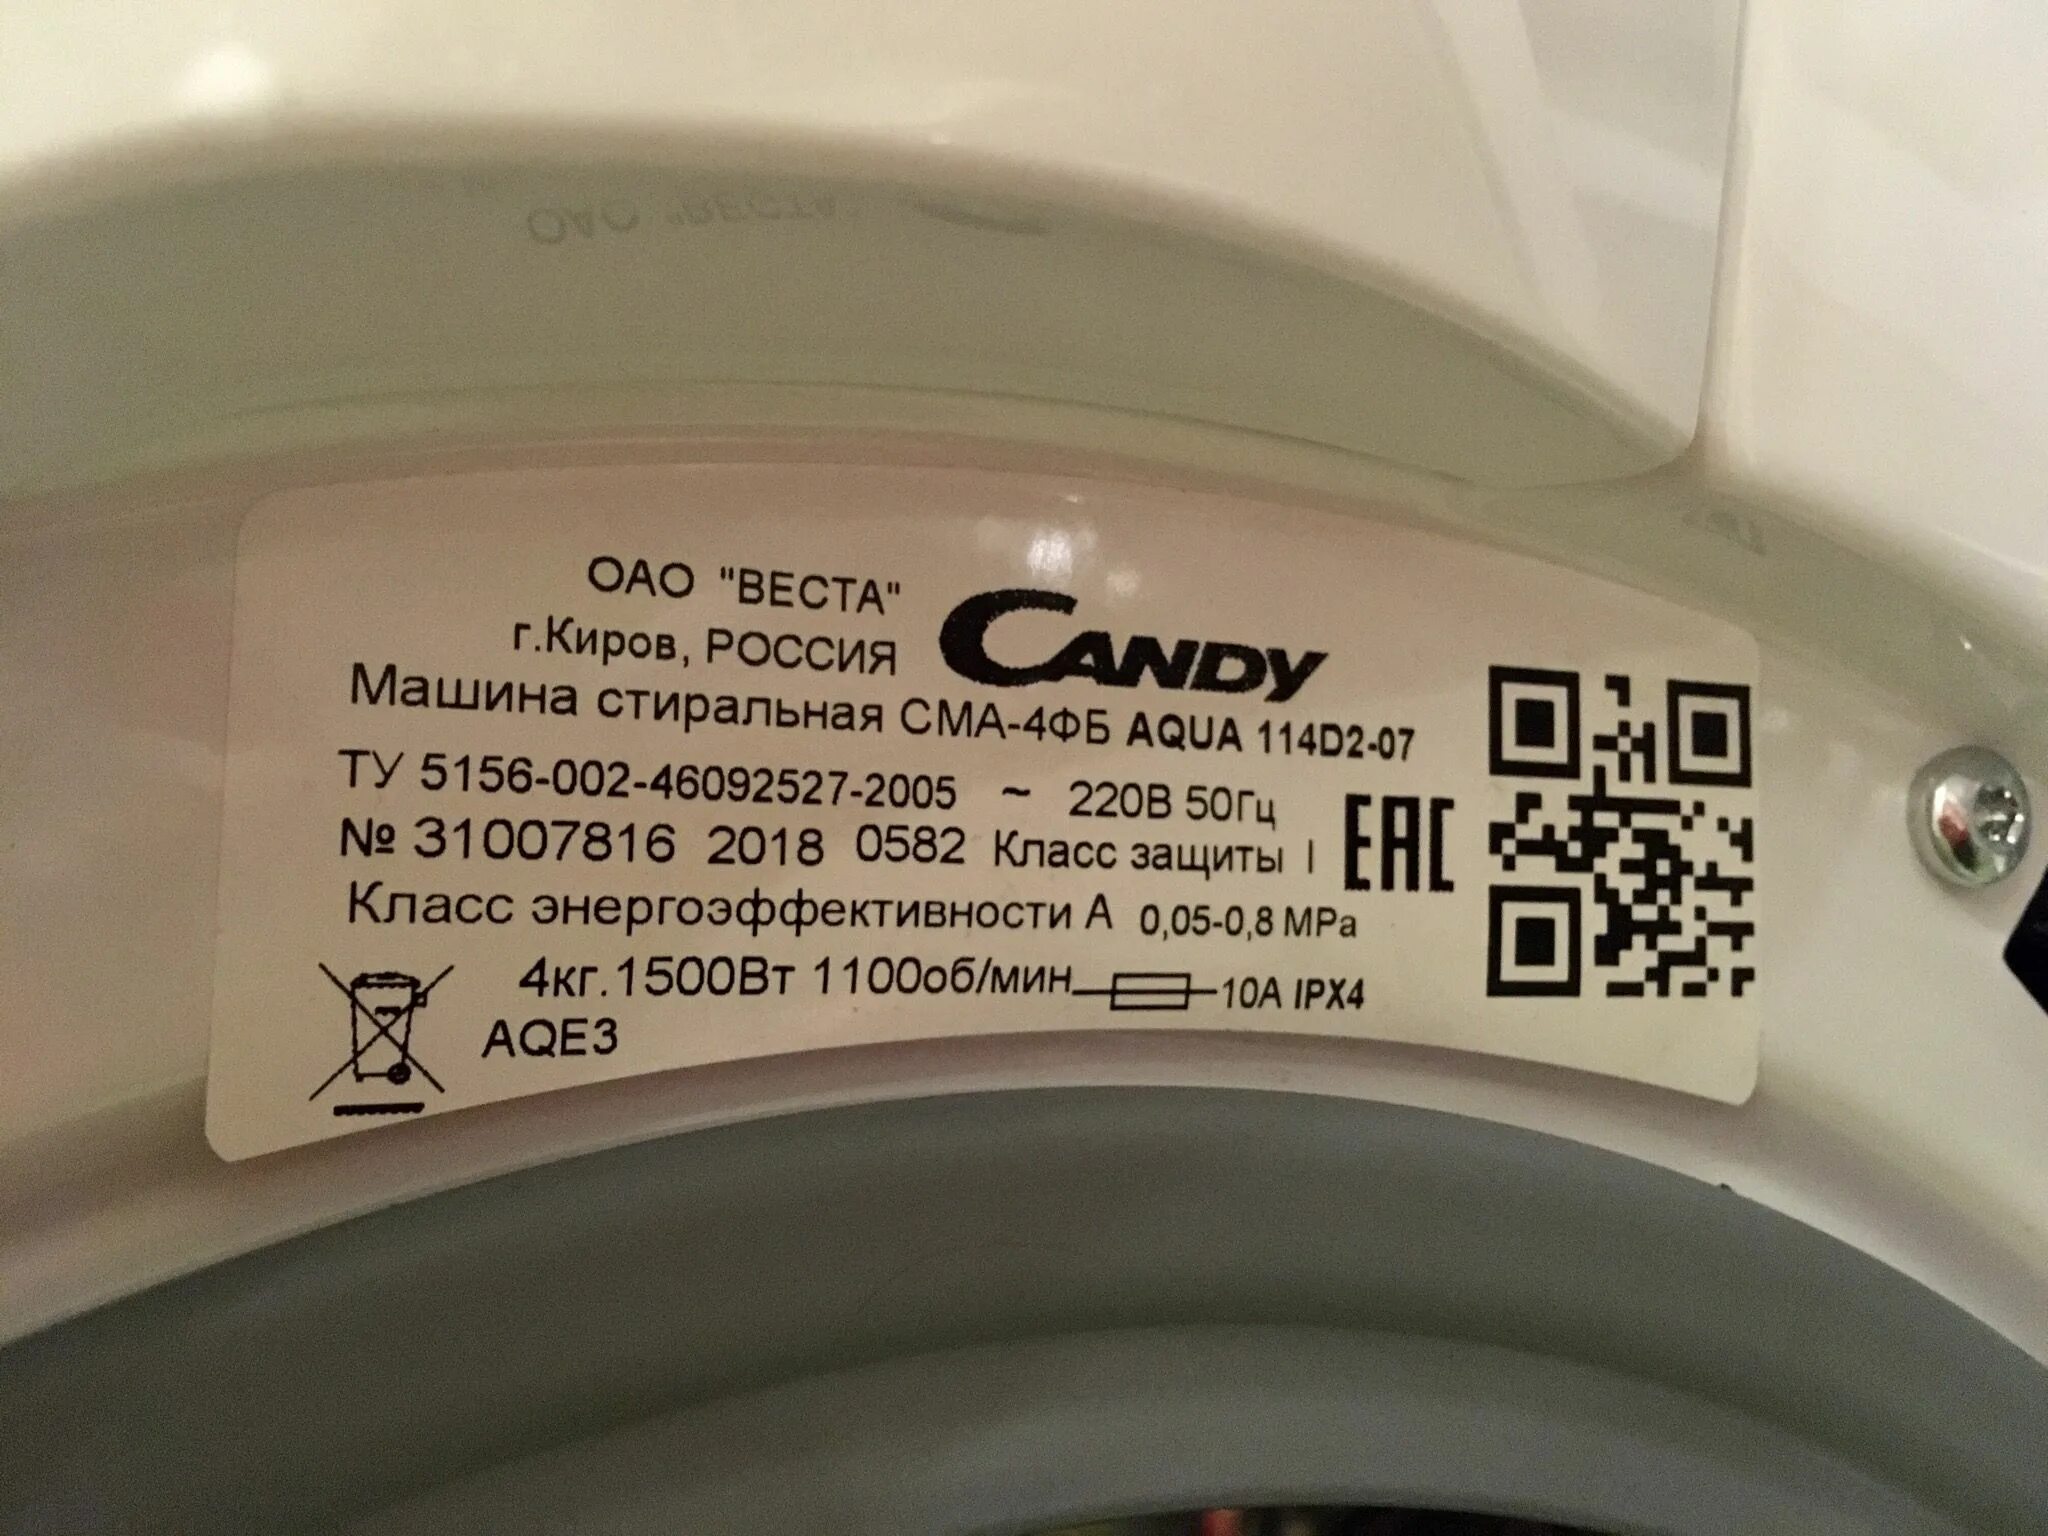 ОАО "ВЕСТА"
г.Киров, РОССИЯ
CANDY
Машина стиральная СМА-4ФБ AQUA 114D2-07
ТУ 5156-002-46092527-2005 ~ 220В 50Гц
№ 31007816 2018 0582 Класс защиты I
EAC
Класс энергоэффективности А 0,05-0,8 MPa
4кг.1500Вт 1100об/мин 10А IPX4
AQE3